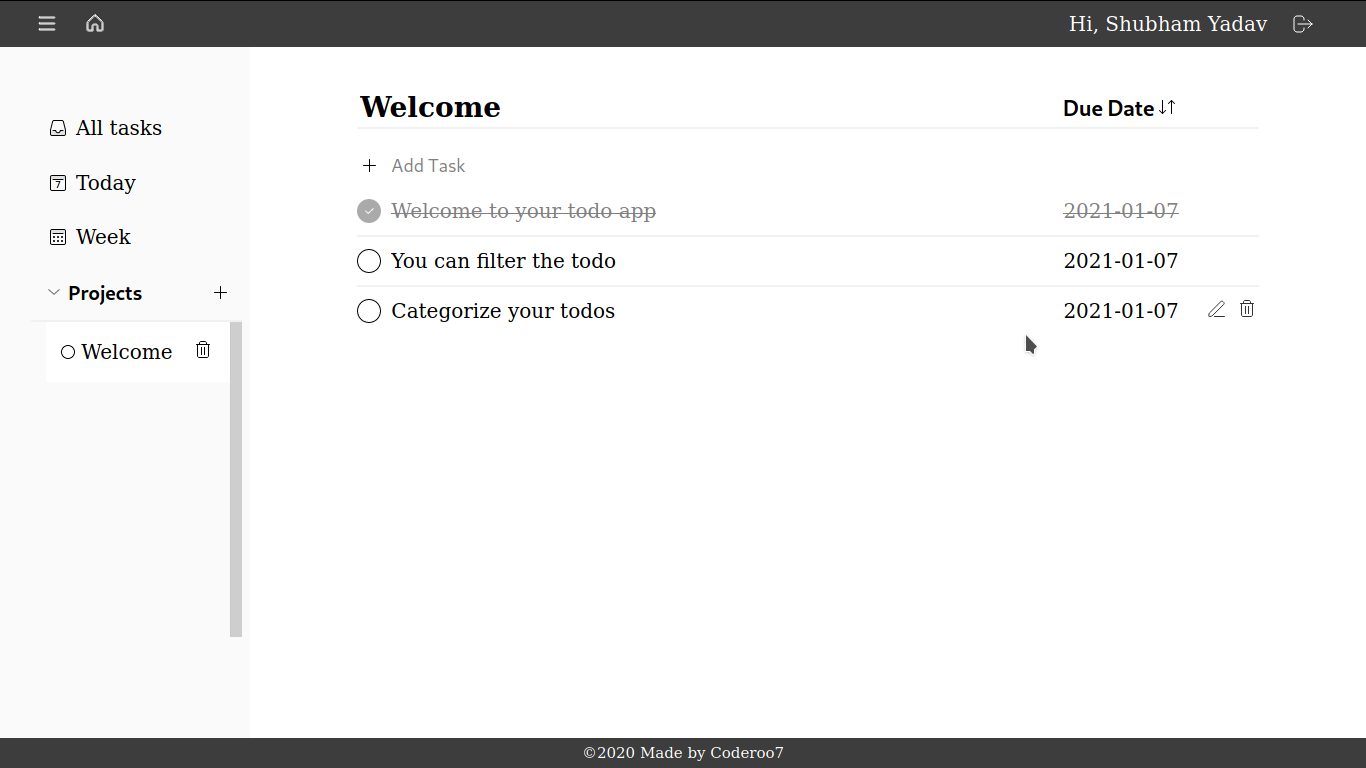 Hi, Shubham Yadav
All tasks
7 Today
Week
Projects
Welcome
Welcome Due Date
Add Task
Welcome to your todo app 2021-01-07
You can filter the todo 2021-01-07
Categorize your todos 2021-01-07
©2020 Made by Coderoo7